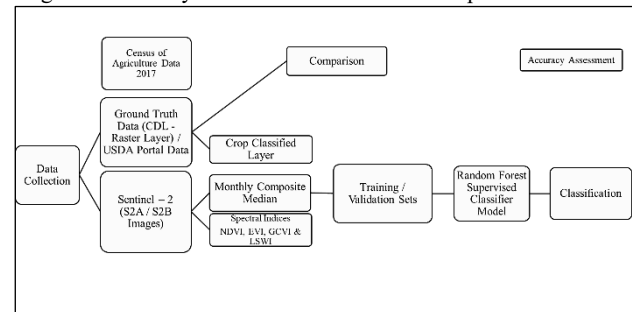 Census of
Agriculture Data
2017
Comparison
Accuracy Assessment
Ground Truth
Data (CDL -
Raster Layer) /
USDA Portal Data
Crop Classified
Layer
Data
Collection
Sentinel – 2
(S2A / S2B
Images)
Monthly Composite
Median
Spectral Indices
NDVI, EVI, GCVI &
LSWI
Training /
Validation Sets
Random Forest
Supervised
Classifier
Model
Classification